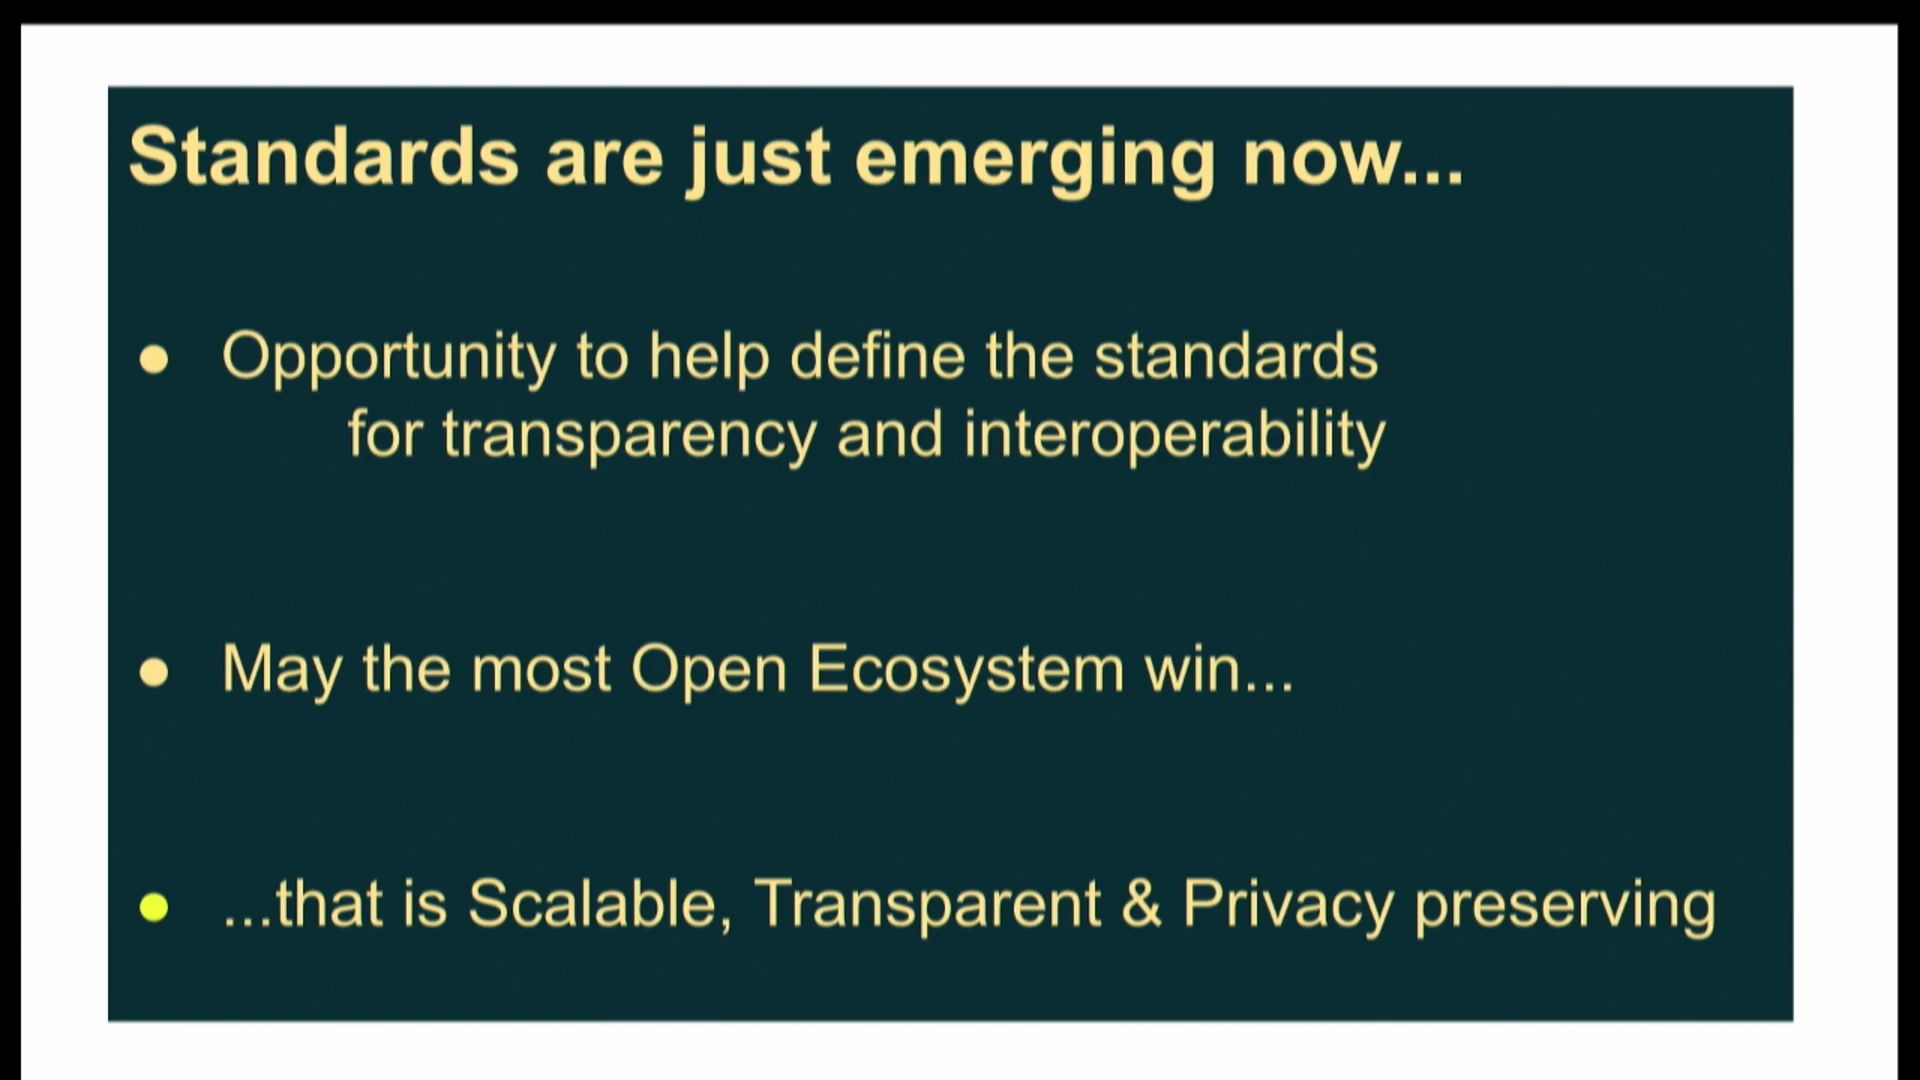 Standards are just emerging now...
● Opportunity to help define the standards
for transparency and interoperability
● May the most Open Ecosystem win...
● ...that is Scalable, Transparent & Privacy preserving